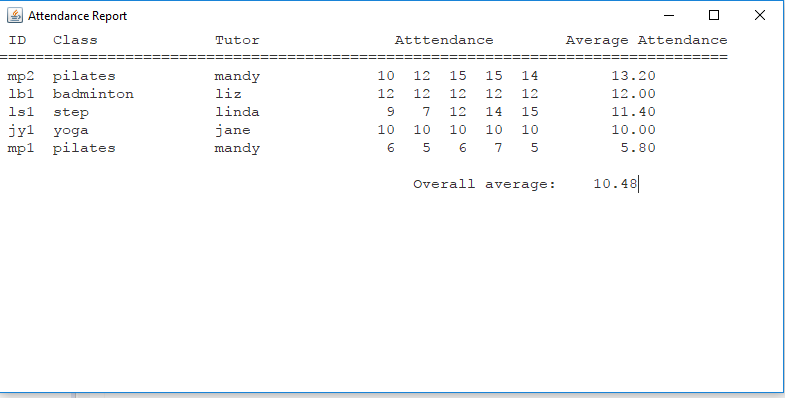 Attendance Report
ID Class Tutor Atttendance Average Attendance
=================================================================================
mp2 pilates mandy 10 12 15 15 14 13.20
lb1 badminton liz 12 12 12 12 12 12.00
ls1 step linda 9 7 12 14 15 11.40
jy1 yoga jane 10 10 10 10 10 10.00
mp1 pilates mandy 6 5 6 7 5 5.80
Overall average: 10.48